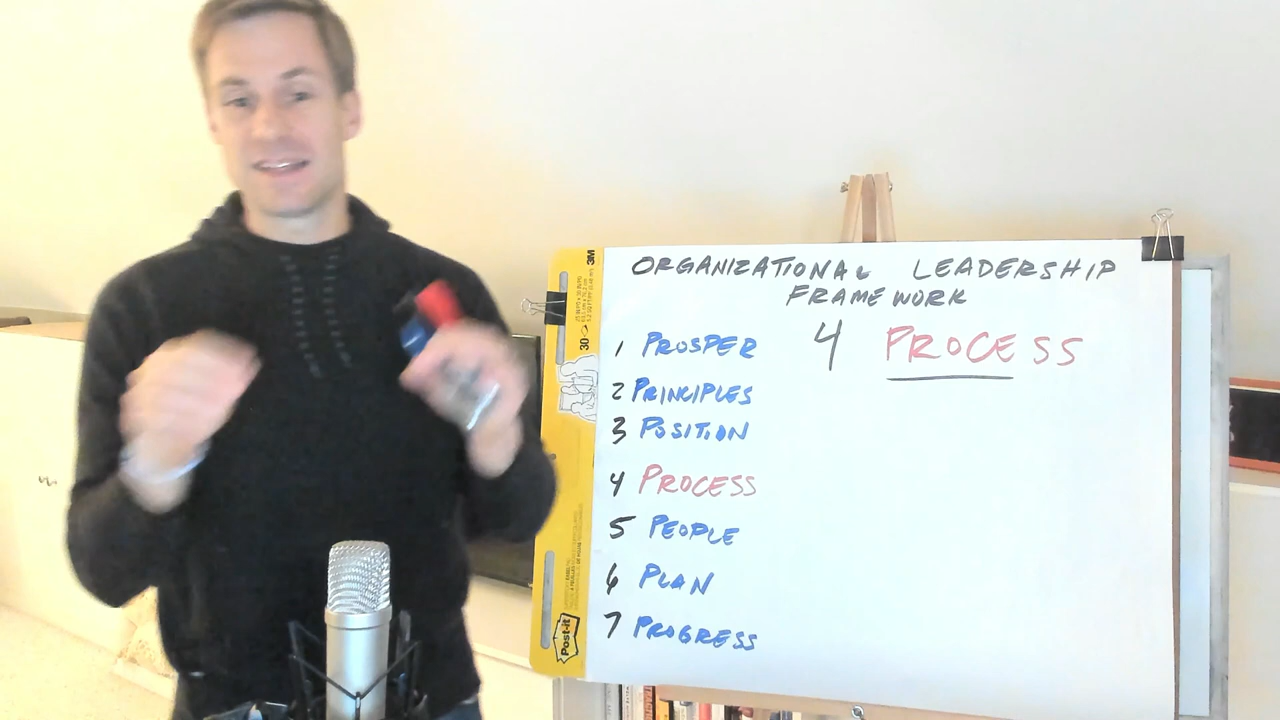 ORGANIZATIONAL LEADERSHIP
FRAMEWORK
1 PROSPER
2 PRINCIPLES
3 POSITION
4 PROCESS
5 PEOPLE
6 PLAN
7 PROGRESS
4 PROCESS
3M
30
Post-it